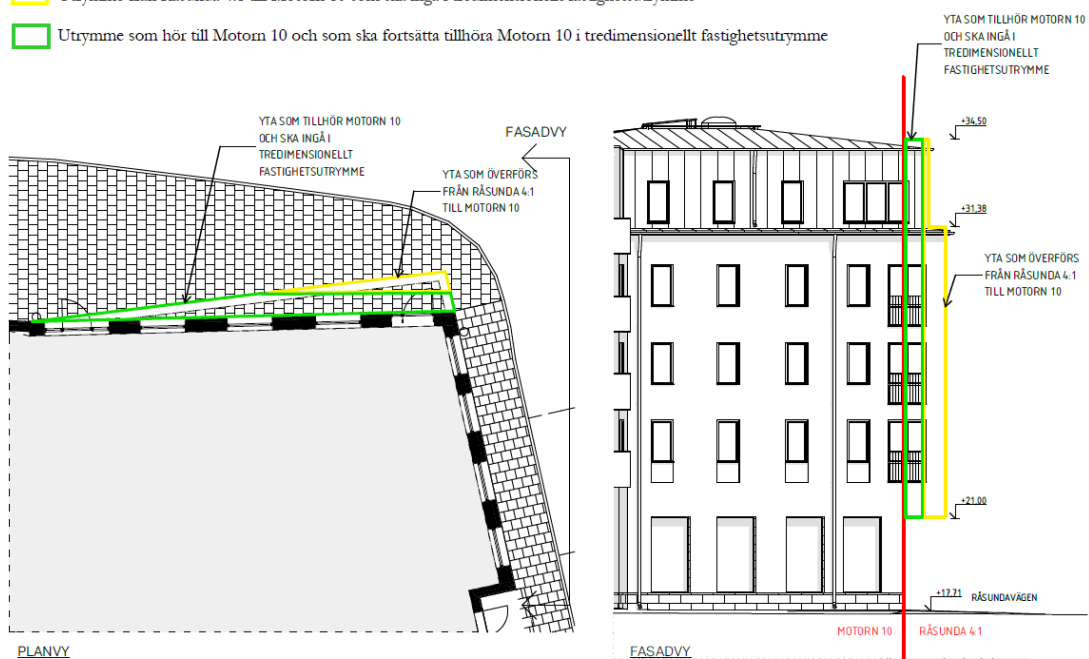 Utrymme som hör till Motorn 10 och som ska fortsätta tillhöra Motorn 10 i tredimensionellt fastighetsutrymme
YTA SOM TILLHÖR MOTORN 10
OCH SKA INGÅ I
TREDIMENSIONELLT
FASTIGHETSUTRYMME
YTA SOM ÖVERFÖRS
FRÅN RÅSUNDA 4:1
TILL MOTORN 10
FASADVY
PLANVY
YTA SOM TILLHÖR MOTORN 10
OCH SKA INGÅ I
TREDIMENSIONELLT
FASTIGHETSUTRYMME
+34,50
+31,38
YTA SOM ÖVERFÖRS
FRÅN RÅSUNDA 4:1
TILL MOTORN 10
+21,00
+17,71 RÅSUNDAVÄGEN
MOTORN 10 RÅSUNDA 4:1
FASADVY